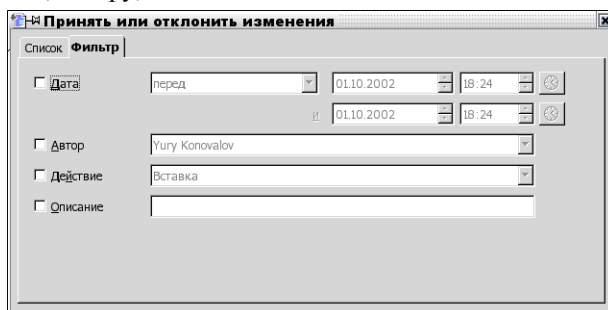 Принять или отклонить изменения
Список Фильтр
Дата перед 01.10.2002 18:24
и 01.10.2002 18:24
Автор Yury Konovalov
Действие Вставка
Описание